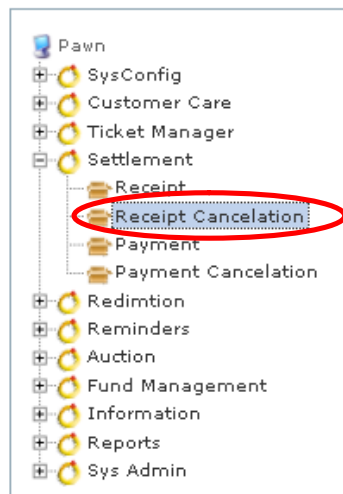 Pawn
SysConfig
Customer Care
Ticket Manager
Settlement
Receipt
Receipt Cancelation
Payment
Payment Cancelation
Redimtion
Reminders
Auction
Fund Management
Information
Reports
Sys Admin